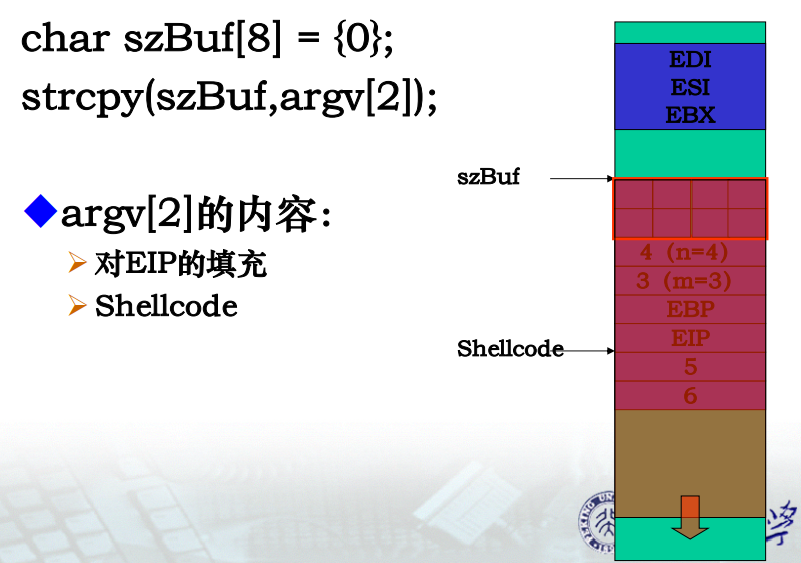 char szBuf[8] = {0};
strcpy(szBuf,argv[2]);
argv[2]的内容：
对EIP的填充
Shellcode
EDI
ESI
EBX
szBuf
4（n=4）
3（m=3）
EBP
EIP
Shellcode
5
6